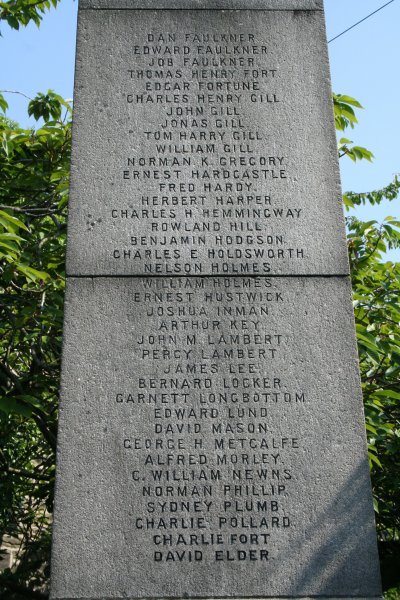 DAN FAULKNER.
EDWARD FAULKNER.
JOB FAULKNER.
THOMAS HENRY FORT.
EDGAR FORTUNE.
CHARLES HENRY GILL.
JOHN GILL.
JONAS GILL.
TOM HARRY GILL.
WILLIAM GILL.
NORMAN K. GREGORY.
ERNEST HARDCASTLE.
FRED HARDY.
HERBERT HARPER.
CHARLES H. HEMMINGWAY
ROWLAND HILL.
BENJAMIN HODGSON.
CHARLES E. HOLDSWORTH.
NELSON HOLMES.
WILLIAM HOLMES.
ERNEST HUSTWICK.
JOSHUA INMAN.
ARTHUR KEY.
JOHN M. LAMBERT.
PERCY LAMBERT.
JAMES LEE.
BERNARD LOCKER.
GARNETT LONGBOTTOM.
EDWARD LUND.
DAVID MASON.
GEORGE H. METCALFE.
ALFRED MORLEY.
C. WILLIAM NEWNS.
NORMAN PHILLIP.
SYDNEY PLUMB.
CHARLIE POLLARD.
CHARLIE FORT
DAVID ELDER.